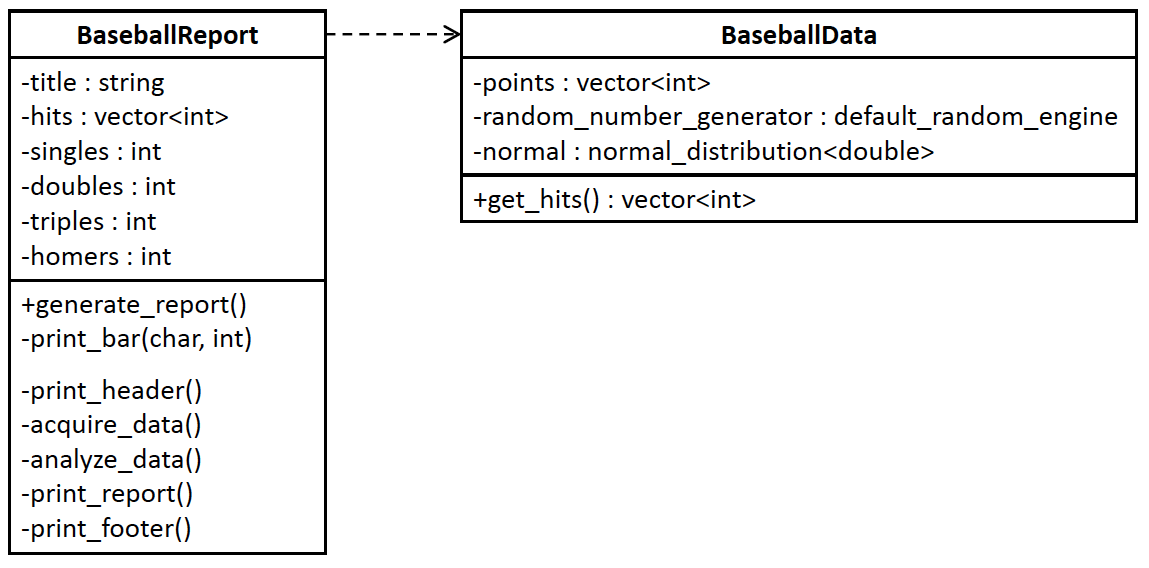 BaseballReport
-title : string
-hits : vector<int>
-singles : int
-doubles : int
-triples : int
-homers : int
+generate_report()
-print_bar(char, int)
-print_header()
-acquire_data()
-analyze_data()
-print_report()
-print_footer()
BaseballData
-points : vector<int>
-random_number_generator : default_random_engine
-normal : normal_distribution<double>
+get_hits() : vector<int>